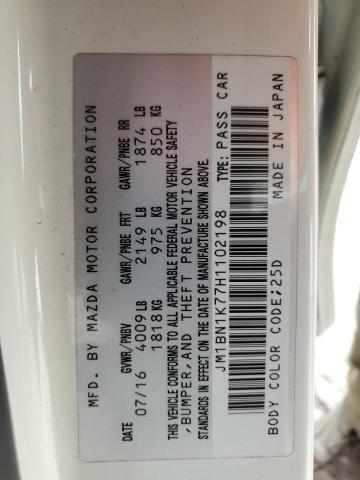 MFD. BY MAZDA MOTOR CORPORATION
DATE GVWR/PNBV GAWR/PNBE FRT GAWR/PNBE RR
07/16 4009LB 2149 LB 1874 LB
1818KG 975 KG 850 KG
THIS VEHICLE CONFORMS TO ALL APPLICABLE FEDERAL MOTOR VEHICLE SAFETY
,BUMPER,AND THEFT PREVENTION
STANDARDS IN EFFECT ON THE DATE OF MANUFACTURE SHOWN ABOVE.
JM1BN1K77H1102198 TYPE: PASS CAR
BODY COLOR CODE;25D MADE IN JAPAN